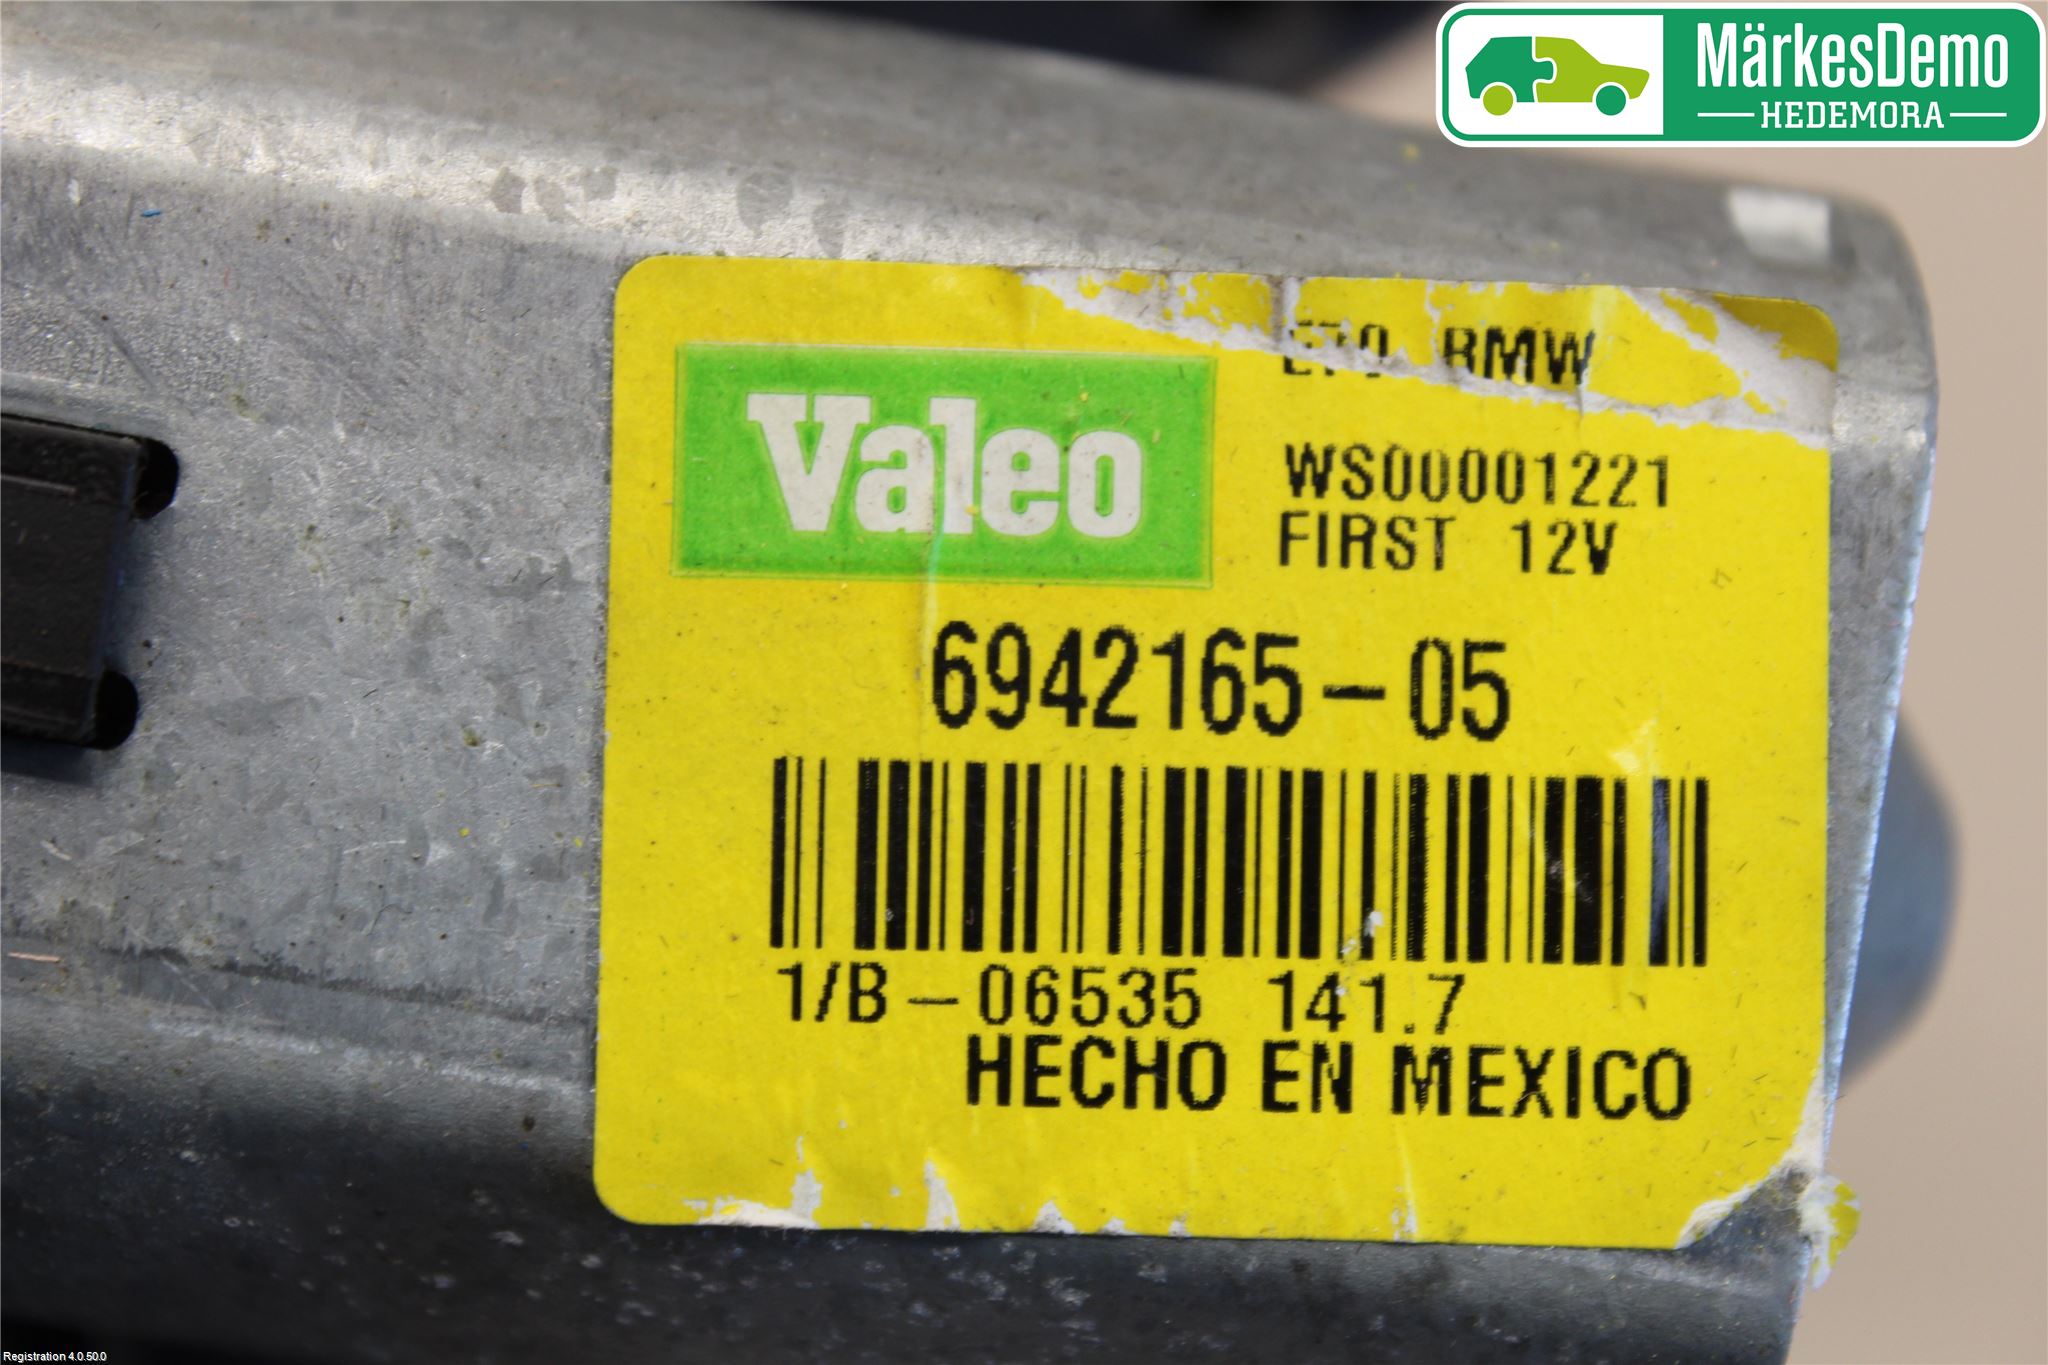 MärkesDemo
HEDEMORA
E70 BMW
Valeo
WS00001221
FIRST 12V
6942165-05
1/B-06535 141.7
HECHO EN MEXICO
Registration 4.0.50.0